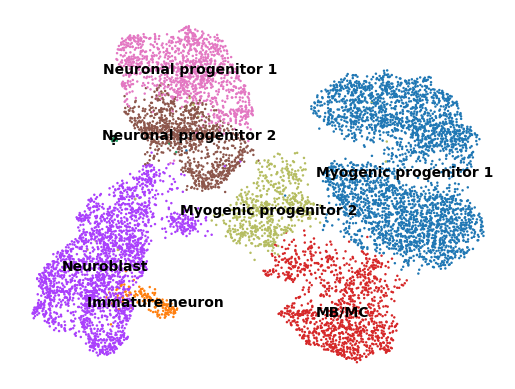 Neuronal progenitor 1
Neuronal progenitor 2
Myogenic progenitor 1
Myogenic progenitor 2
Neuroblast
Immature neuron
MB/MC